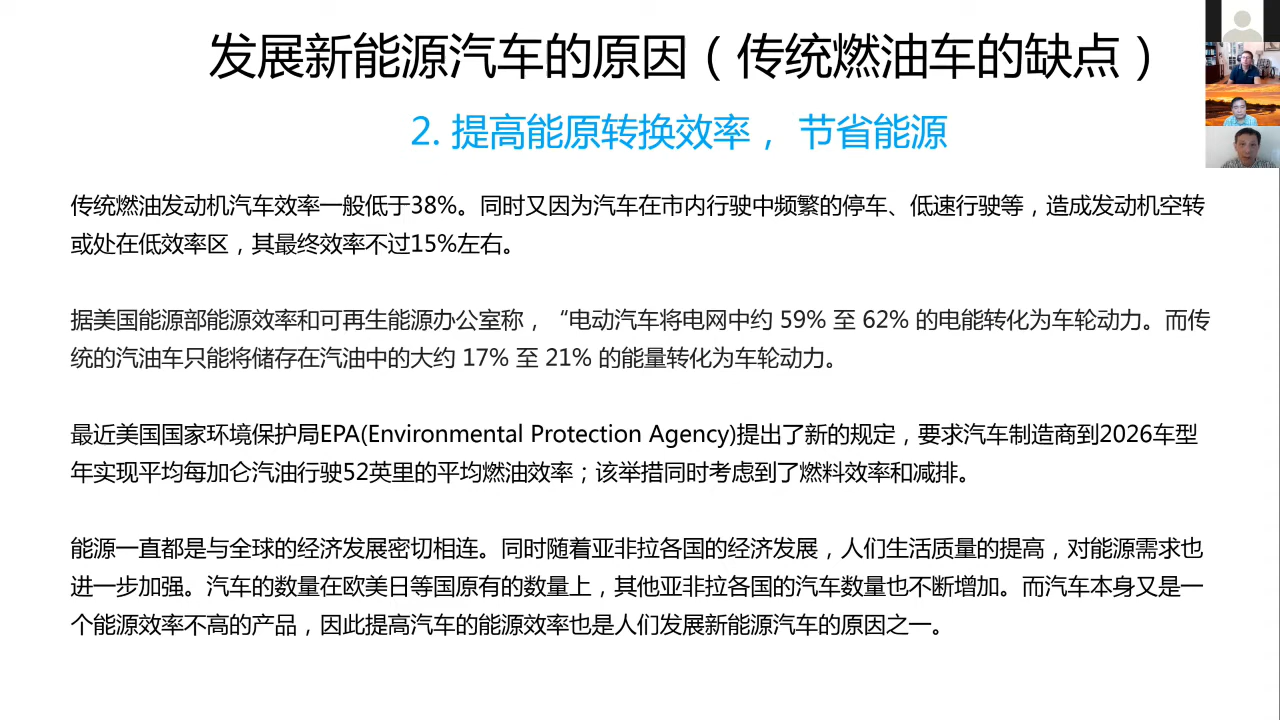 发展新能源汽车的原因（传统燃油车的缺点）
2. 提高能原转换效率， 节省能源
传统燃油发动机汽车效率一般低于38%。同时又因为汽车在市内行驶中频繁的停车、低速行驶等，造成发动机空转
或处在低效率区，其最终效率不过15%左右。
据美国能源部能源效率和可再生能源办公室称，“电动汽车将电网中约 59% 至 62% 的电能转化为车轮动力。而传
统的汽油车只能将储存在汽油中的大约 17% 至 21% 的能量转化为车轮动力。
最近美国国家环境保护局EPA(Environmental Protection Agency)提出了新的规定，要求汽车制造商到2026车型
年实现平均每加仑汽油行驶52英里的平均燃油效率；该举措同时考虑到了燃料效率和减排。
能源一直都是与全球的经济发展密切相连。同时随着亚非拉各国的经济发展，人们生活质量的提高，对能源需求也
进一步加强。汽车的数量在欧美日等国原有的数量上，其他亚非拉各国的汽车数量也不断增加。而汽车本身又是一
个能源效率不高的产品，因此提高汽车的能源效率也是人们发展新能源汽车的原因之一。